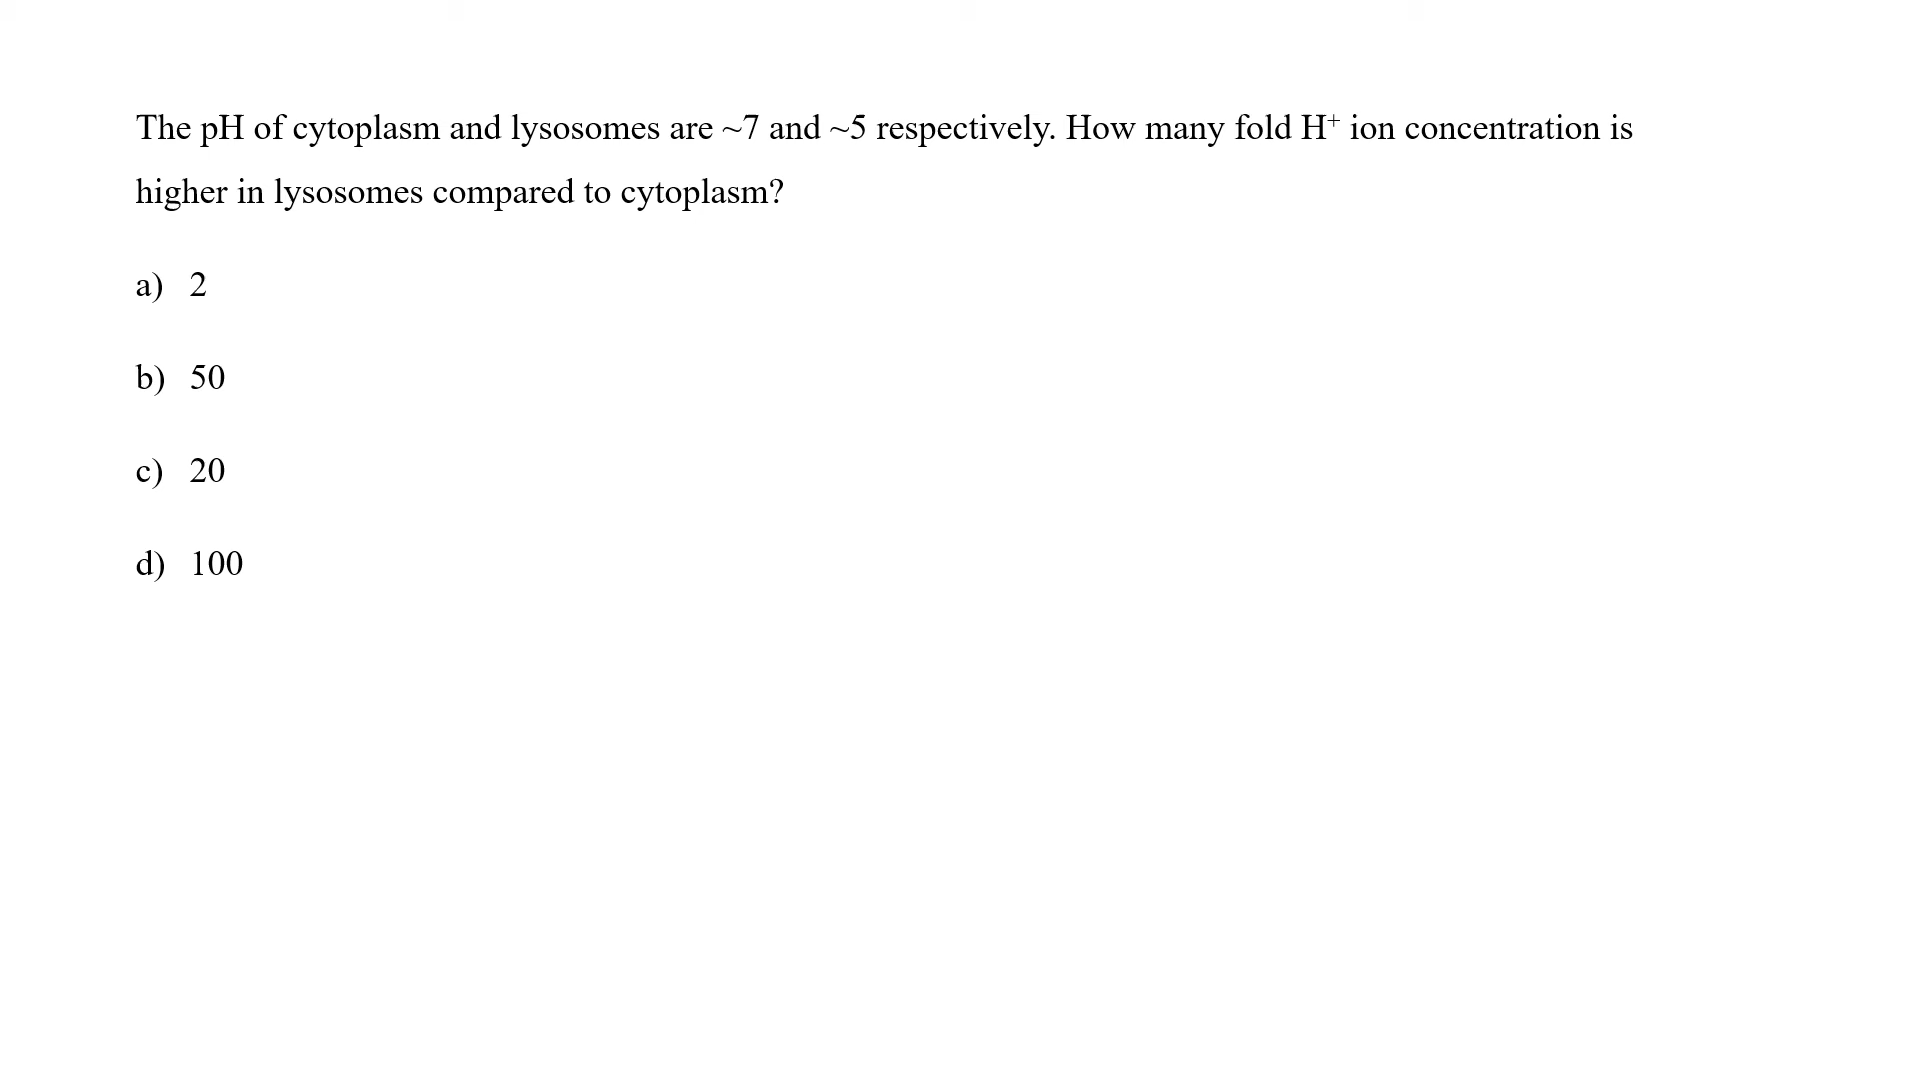 The pH of cytoplasm and lysosomes are ~7 and ~5 respectively. How many fold H⁺ ion concentration is
higher in lysosomes compared to cytoplasm?
a) 2
b) 50
c) 20
d) 100